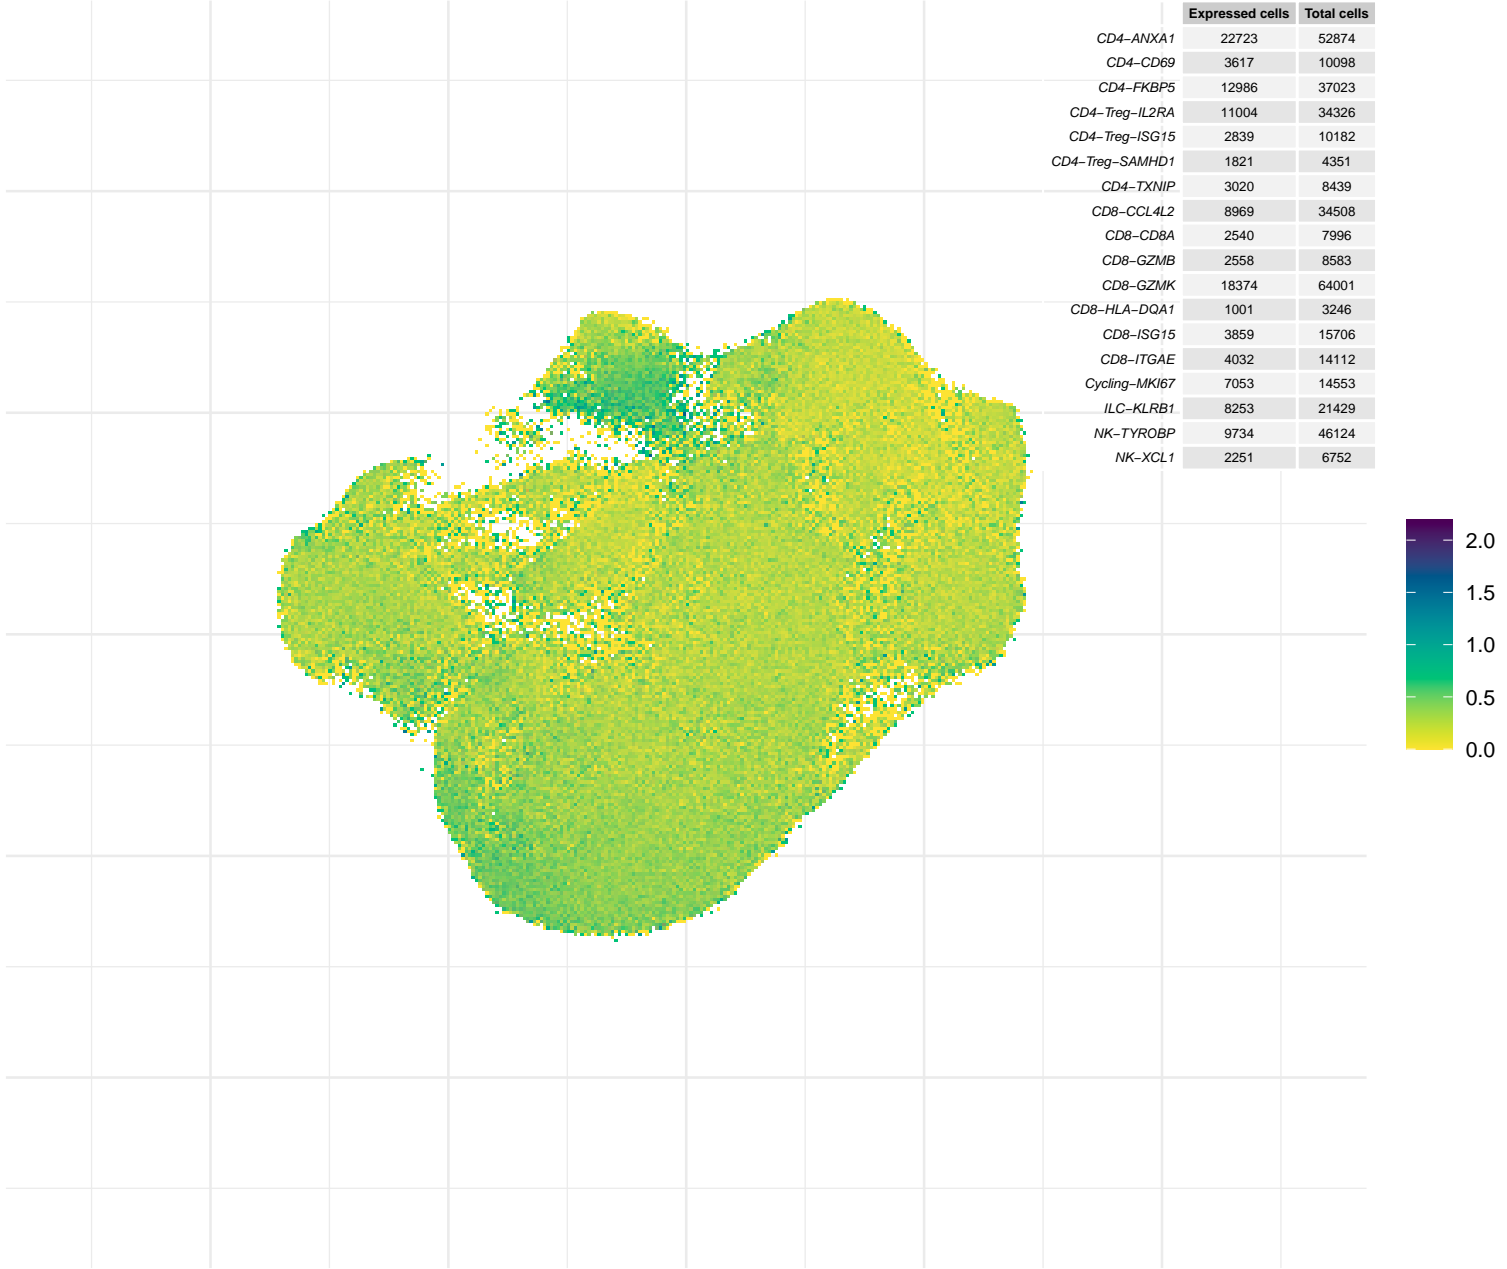 Expressed cells Total cells
CD4−ANXA1 22723 52874
CD4−CD69 3617 10098
CD4−FKBP5 12986 37023
CD4−Treg−IL2RA 11004 34326
CD4−Treg−ISG15 2839 10182
CD4−Treg−SAMHD1 1821 4351
CD4−TXNIP 3020 8439
CD8−CCL4L2 8969 34508
CD8−CD8A 2540 7996
CD8−GZMB 2558 8583
CD8−GZMK 18374 64001
CD8−HLA−DQA1 1001 3246
CD8−ISG15 3859 15706
CD8−ITGAE 4032 14112
Cycling−MKI67 7053 14553
ILC−KLRB1 8253 21429
NK−TYROBP 9734 46124
NK−XCL1 2251 6752
2.0
1.5
1.0
0.5
0.0